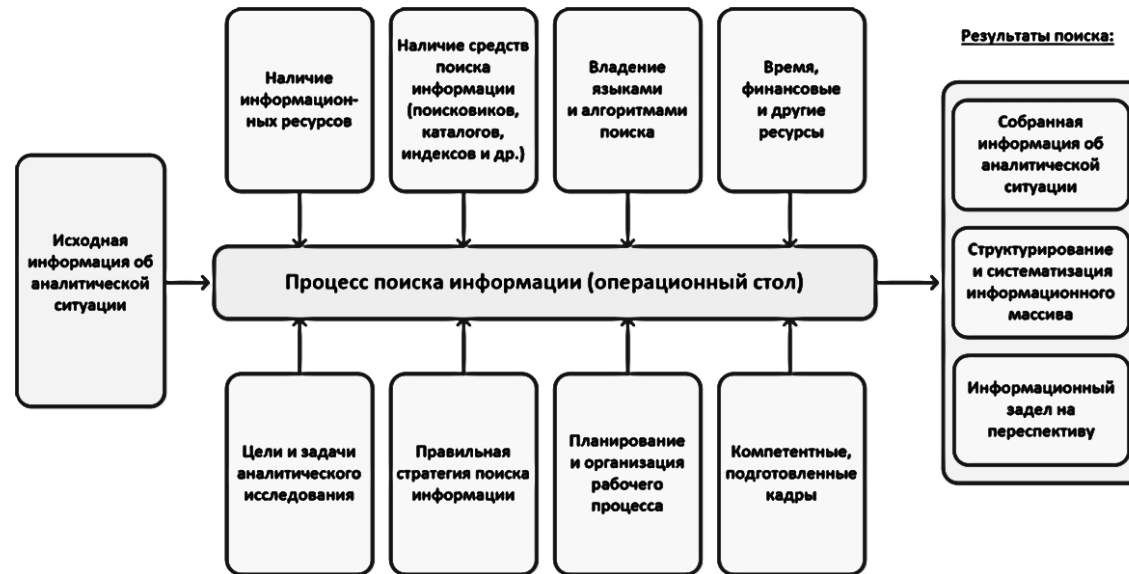 Наличие
информацион-
ных ресурсов
Наличие средств
поиска
информации
(поисковиков,
каталогов,
индексов и др.)
Владение
языками
и алгоритмами
поиска
Время,
финансовые
и другие
ресурсы
Результаты поиска:
Исходная
информация об
аналитической
ситуации
Процесс поиска информации (операционный стол)
Собранная
информация об
аналитической
ситуации
Структурирование
и систематизация
информационного
массива
Информационный
задел на
переспективу
Цели и задачи
аналитического
исследования
Правильная
стратегия поиска
информации
Планирование
и организация
рабочего
процесса
Компетентные,
подготовленные
кадры